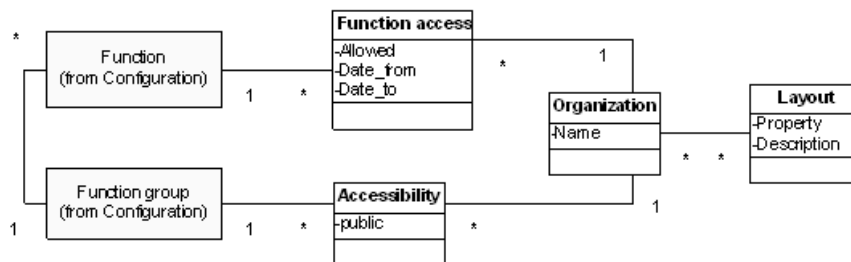 Function access
*
Function
(from Configuration)
-Allowed
-Date_from
-Date_to
1
*
*
1
Organization
-Name
Layout
-Property
-Description
*
*
Function group
(from Configuration)
Accessibility
-public
1
1
*
*
1